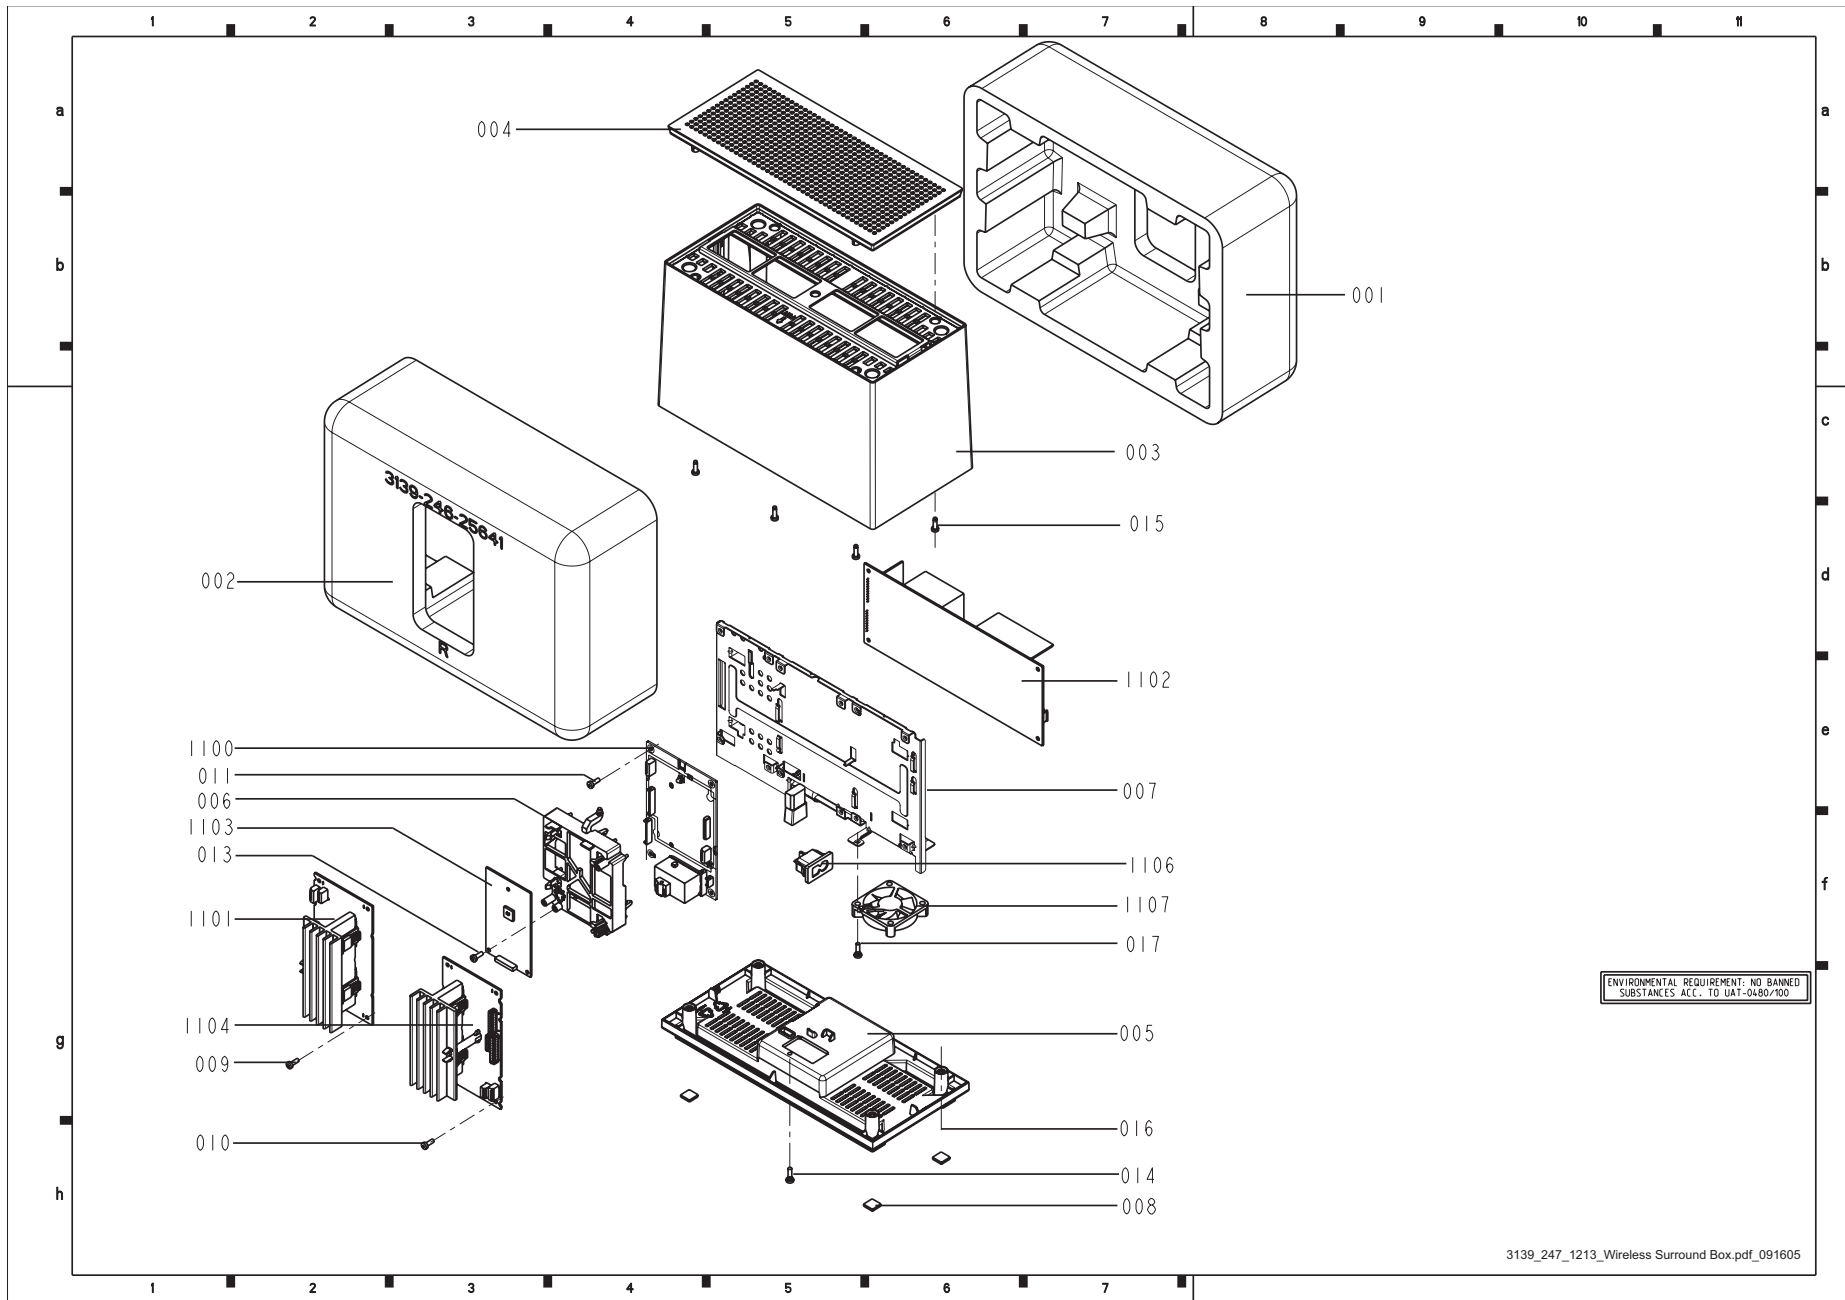 1 2 3 4 5 6 7 8 9 10 11
a a
004
b b
001
c c
003
3139-246-25641
015
002
d d
R
1102
1100
e e
011
007
006
1103
013
1106
f f
1101
1107
017
ENVIRONMENTAL REQUIREMENT: NO BANNED
SUBSTANCES ACC. TO UAT-0480/100
1104
005
g
009
016
010
014
h
008
3139_247_1213_Wireless Surround Box.pdf_091605
1 2 3 4 5 6 7